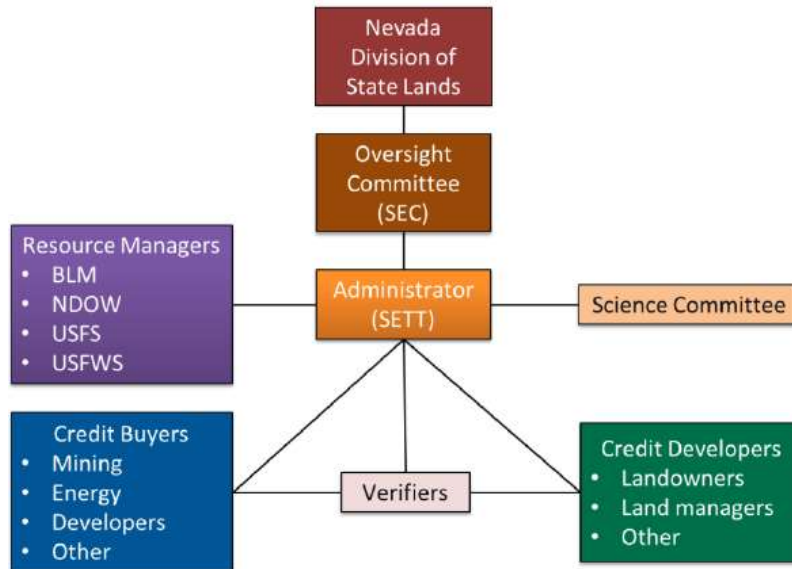 Nevada
Division of
State Lands
Oversight
Committee
(SEC)
Resource Managers
• BLM
• NDOW
• USFS
• USFWS
Administrator
(SETT)
Science Committee
Credit Buyers
• Mining
• Energy
• Developers
• Other
Verifiers
Credit Developers
• Landowners
• Land managers
• Other